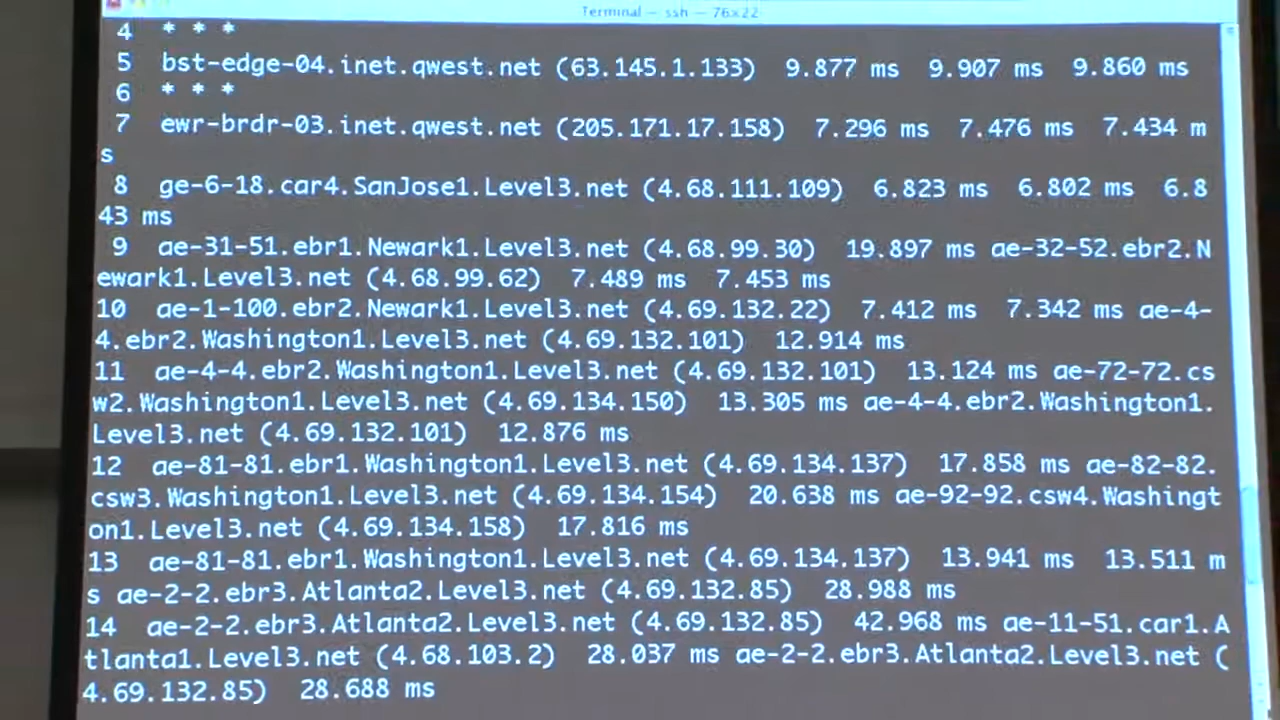 Terminal — ssh — 76x22
4  * * *
5  bst-edge-04.inet.qwest.net (63.145.1.133)  9.877 ms  9.907 ms  9.860 ms
6  * * *
7  ewr-brdr-03.inet.qwest.net (205.171.17.158)  7.296 ms  7.476 ms  7.434 m
s
8  ge-6-18.car4.SanJose1.Level3.net (4.68.111.109)  6.823 ms  6.802 ms  6.8
43 ms
9  ae-31-51.ebr1.Newark1.Level3.net (4.68.99.30)  19.897 ms ae-32-52.ebr2.N
ewark1.Level3.net (4.68.99.62)  7.489 ms  7.453 ms
10  ae-1-100.ebr2.Newark1.Level3.net (4.69.132.22)  7.412 ms  7.342 ms ae-4-
4.ebr2.Washington1.Level3.net (4.69.132.101)  12.914 ms
11  ae-4-4.ebr2.Washington1.Level3.net (4.69.132.101)  13.124 ms ae-72-72.cs
w2.Washington1.Level3.net (4.69.134.150)  13.305 ms ae-4-4.ebr2.Washington1.
Level3.net (4.69.132.101)  12.876 ms
12  ae-81-81.ebr1.Washington1.Level3.net (4.69.134.137)  17.858 ms ae-82-82.
csw3.Washington1.Level3.net (4.69.134.154)  20.638 ms ae-92-92.csw4.Washingt
on1.Level3.net (4.69.134.158)  17.816 ms
13  ae-81-81.ebr1.Washington1.Level3.net (4.69.134.137)  13.941 ms  13.511 m
s ae-2-2.ebr3.Atlanta2.Level3.net (4.69.132.85)  28.988 ms
14  ae-2-2.ebr3.Atlanta2.Level3.net (4.69.132.85)  42.968 ms ae-11-51.car1.A
tlanta1.Level3.net (4.68.103.2)  28.037 ms ae-2-2.ebr3.Atlanta2.Level3.net (
4.69.132.85)  28.688 ms